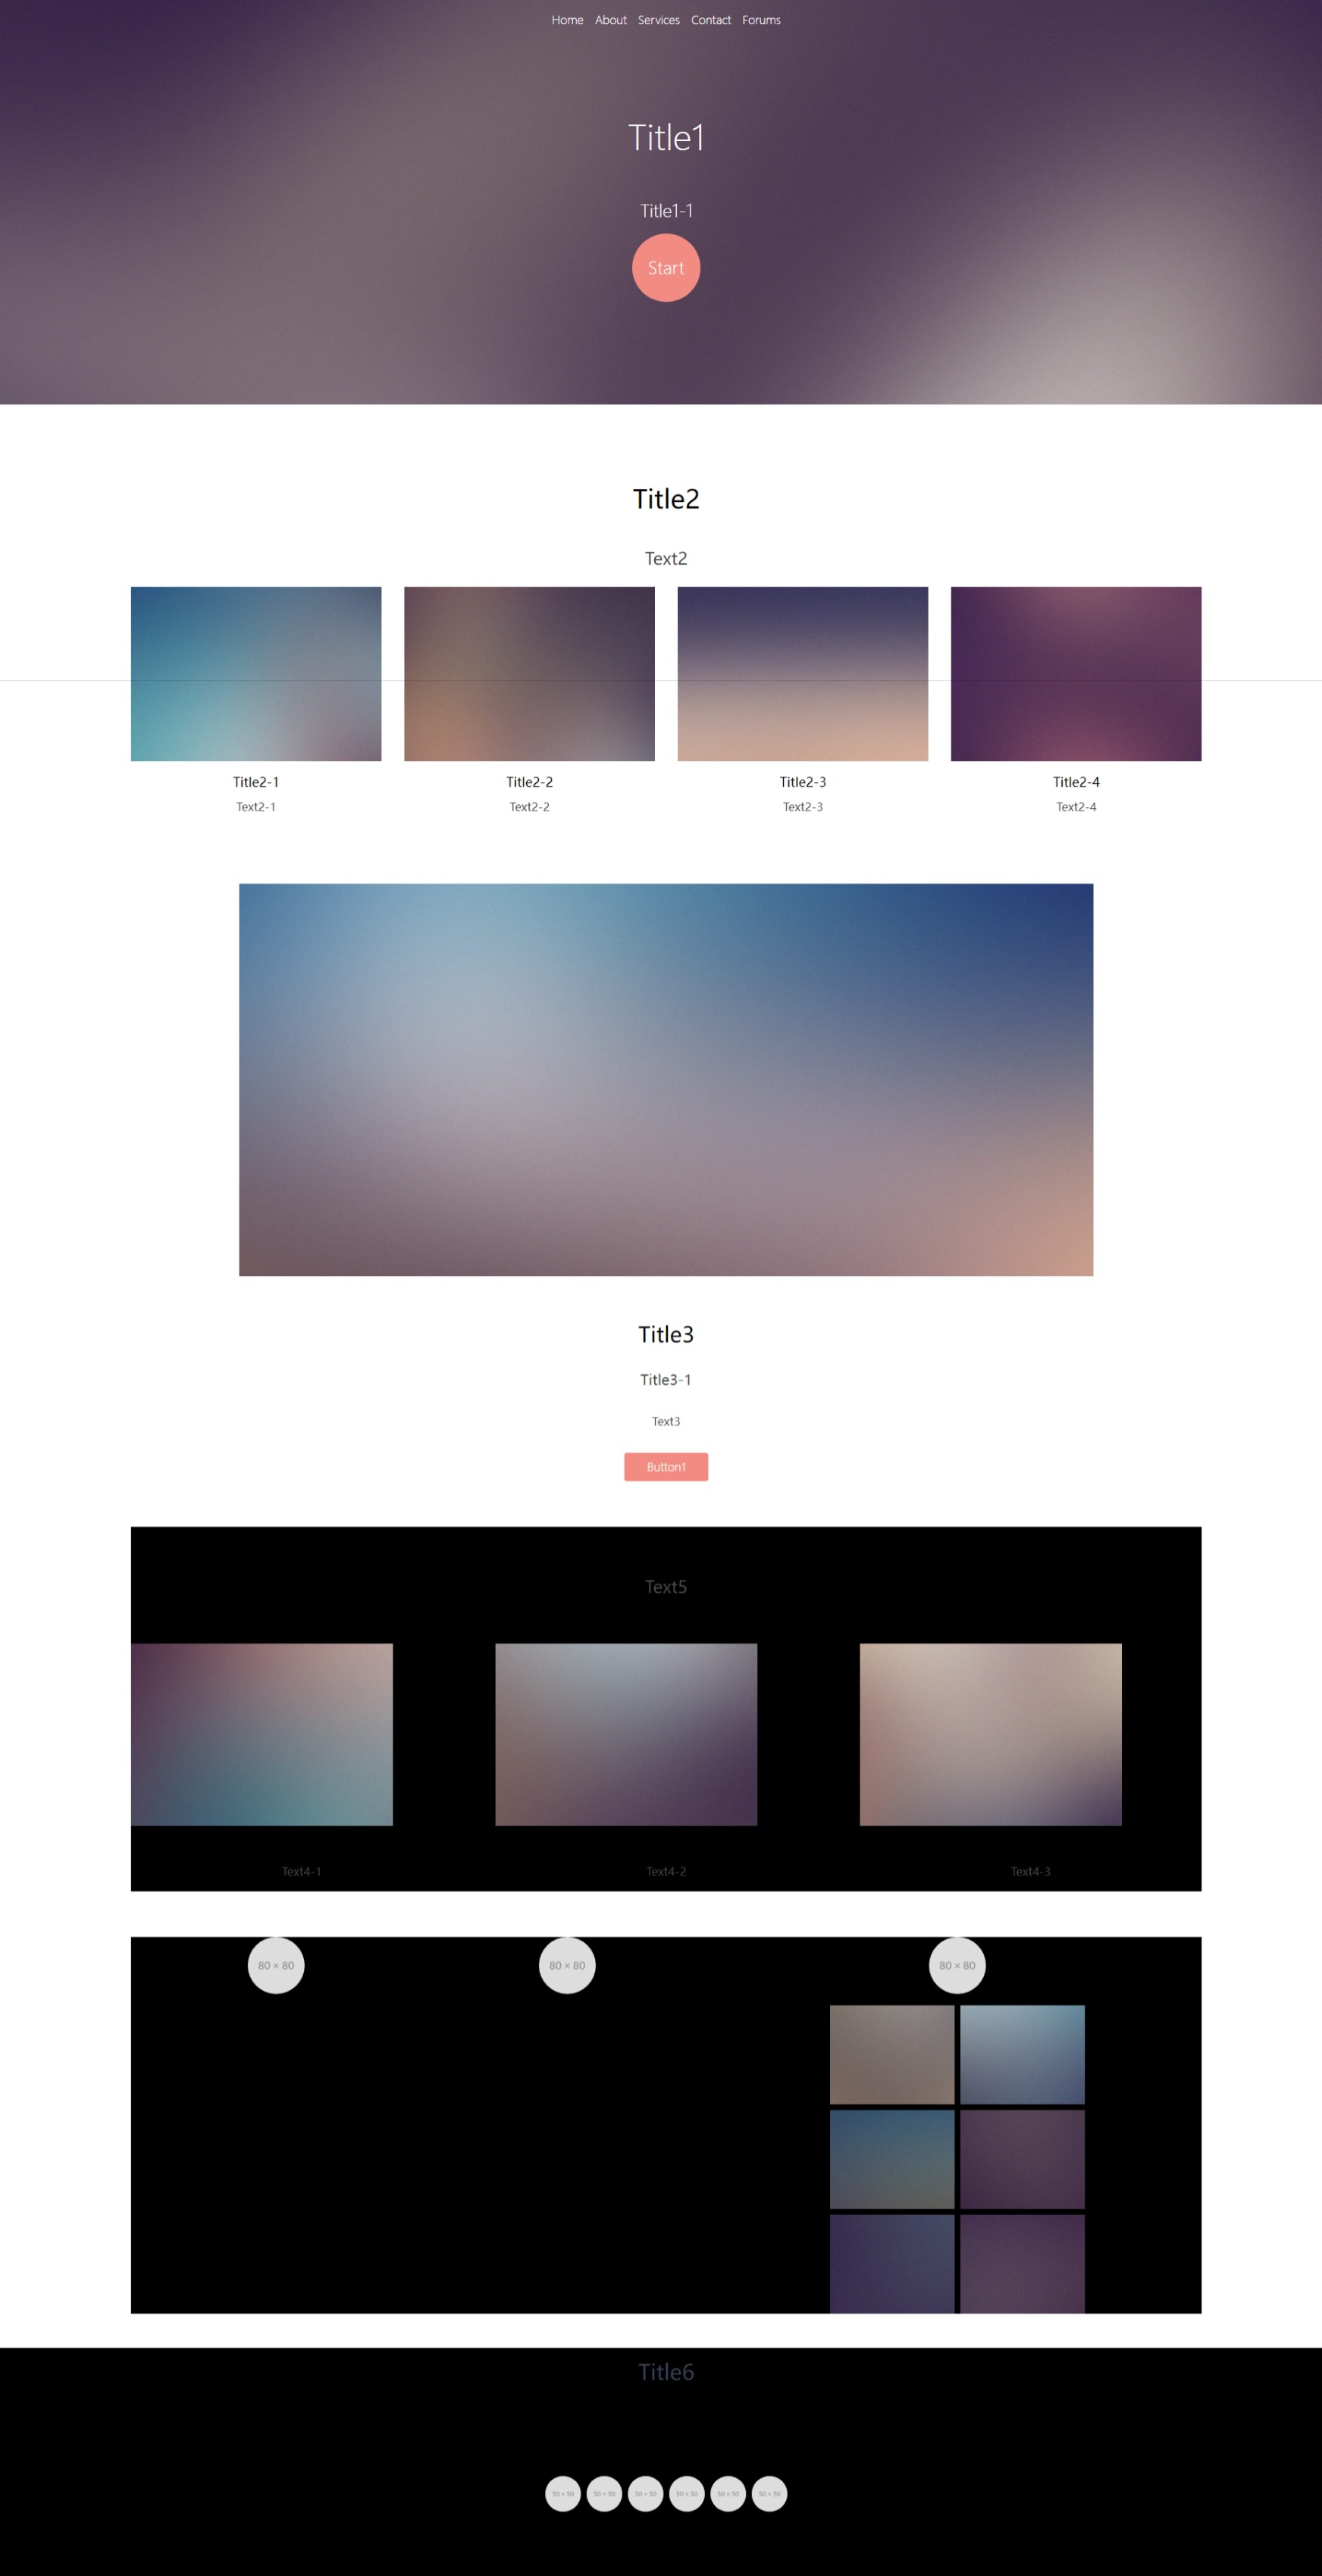 Home About Services Contact Forums
Title1
Title1-1
Start
Title2
Text2
Title2-1 Title2-2 Title2-3 Title2-4
Text2-1 Text2-2 Text2-3 Text2-4
Title3
Title3-1
Text3
Button1
Text5
Text4-1 Text4-2 Text4-3
80 × 80 80 × 80 80 × 80
Title6
50 × 50 50 × 50 50 × 50 50 × 50 50 × 50 50 × 50